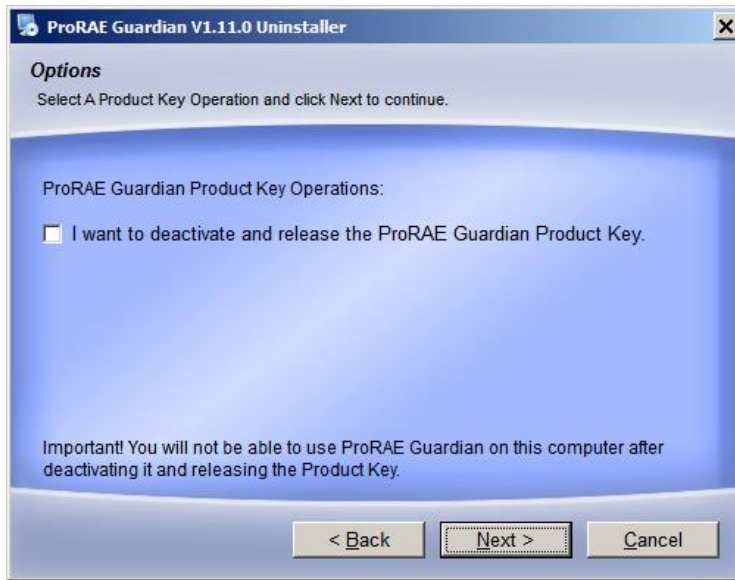 ProRAE Guardian V1.11.0 Uninstaller
Options
Select A Product Key Operation and click Next to continue.
ProRAE Guardian Product Key Operations:
I want to deactivate and release the ProRAE Guardian Product Key.
Important! You will not be able to use ProRAE Guardian on this computer after
deactivating it and releasing the Product Key.
< Back Next > Cancel